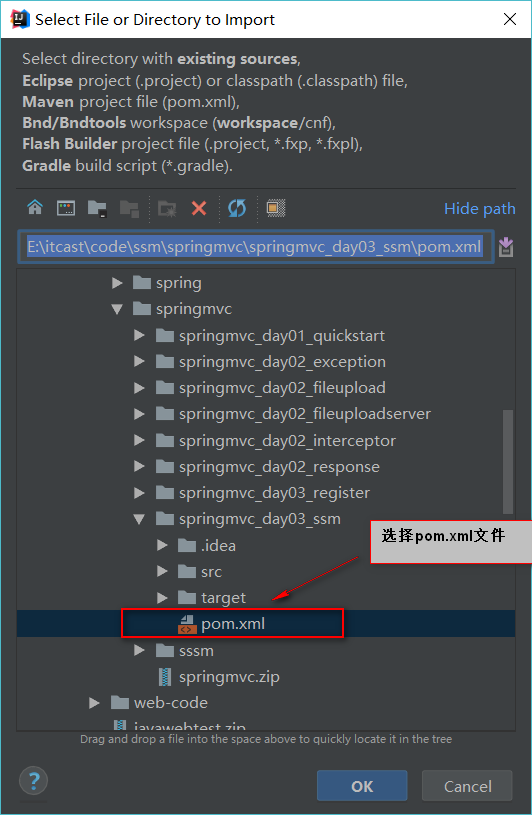 Select File or Directory to Import
Select directory with existing sources,
Eclipse project (.project) or classpath (.classpath) file,
Maven project file (pom.xml),
Bnd/Bndtools workspace (workspace/cnf),
Flash Builder project file (.project, *.fxp, *.fxpl),
Gradle build script (*.gradle).
Hide path
E:\itcast\code\ssm\springmvc\springmvc_day03_ssm\pom.xml
spring
springmvc
springmvc_day01_quickstart
springmvc_day02_exception
springmvc_day02_fileupload
springmvc_day02_fileuploadserver
springmvc_day02_interceptor
springmvc_day02_response
springmvc_day03_register
springmvc_day03_ssm
选择pom.xml文件
.idea
src
target
pom.xml
sssm
springmvc.zip
web-code
javawebtest.zip
Drag and drop a file into the space above to quickly locate it in the tree
?
OK
Cancel